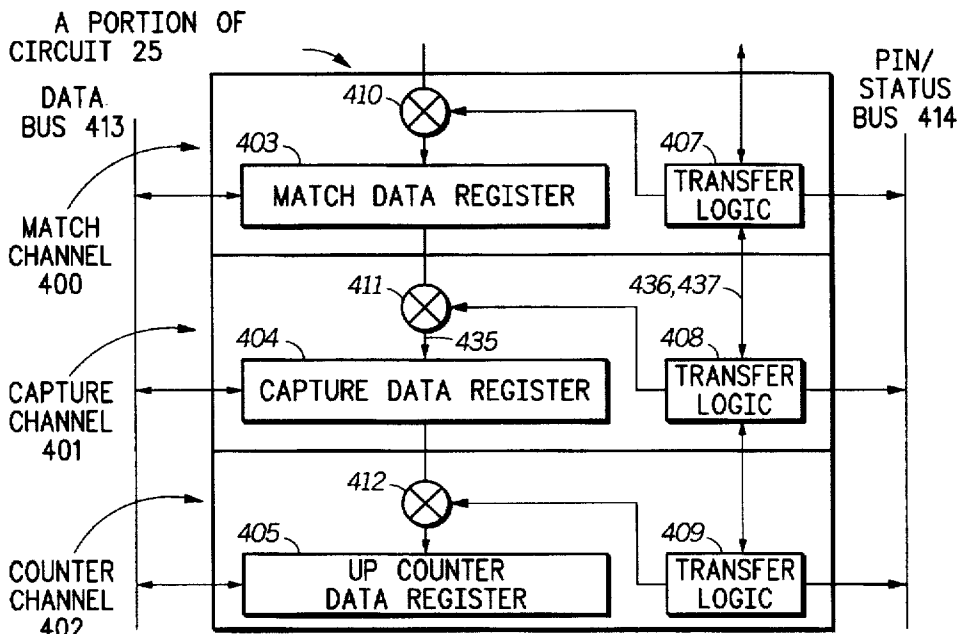 A PORTION OF
CIRCUIT 25
DATA
BUS 413
PIN/
STATUS
BUS 414
410
403
MATCH DATA REGISTER
407
TRANSFER
LOGIC
MATCH
CHANNEL
400
411
436,437
435
404
CAPTURE DATA REGISTER
408
TRANSFER
LOGIC
CAPTURE
CHANNEL
401
412
405
UP COUNTER
DATA REGISTER
409
TRANSFER
LOGIC
COUNTER
CHANNEL
402